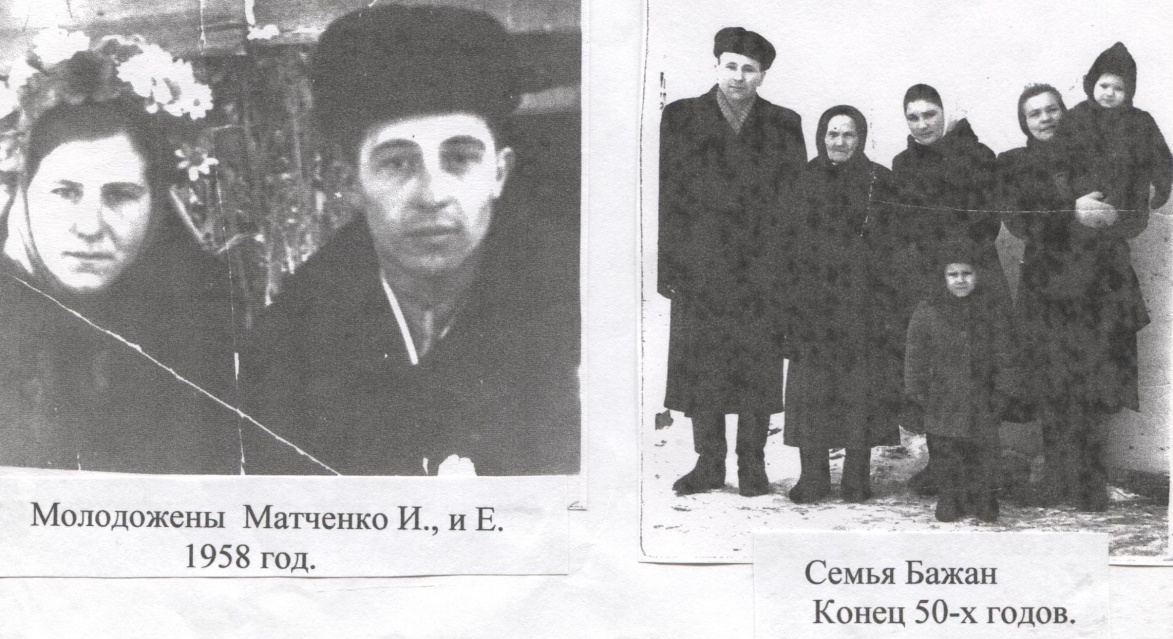 Молодожены Матченко И., и Е.
1958 год.
Семья Бажан
Конец 50-х годов.